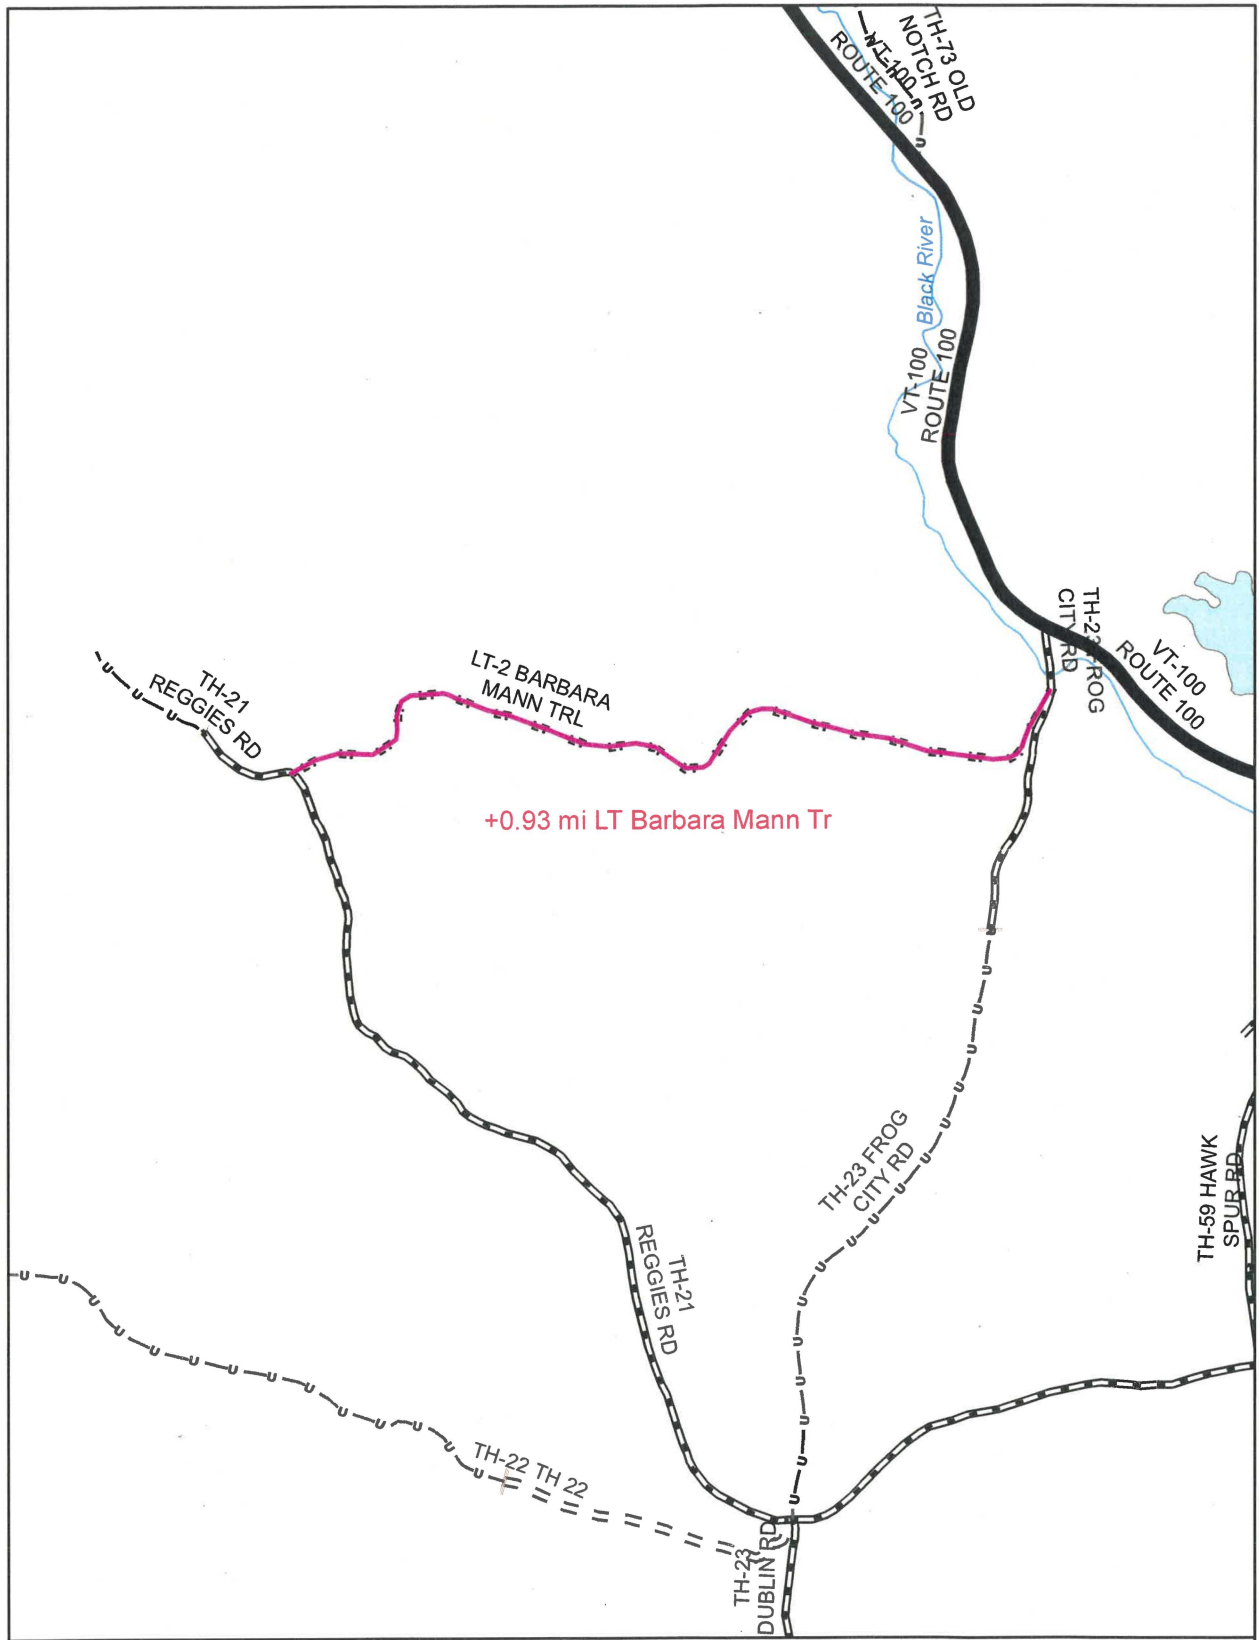 TH-73 OLD
NOTCH RD
VT-100
ROUTE 100
Black River
VT-100
ROUTE 100
TH-23 FROG
CITY RD
VT-100
ROUTE 100
LT-2 BARBARA
MANN TRL
TH-21
REGGIES RD
+0.93 mi LT Barbara Mann Tr
TH-23 FROG
CITY RD
TH-59 HAWK
SPUR RD
TH-21
REGGIES RD
TH-22 TH 22
TH-23
DUBLIN RD